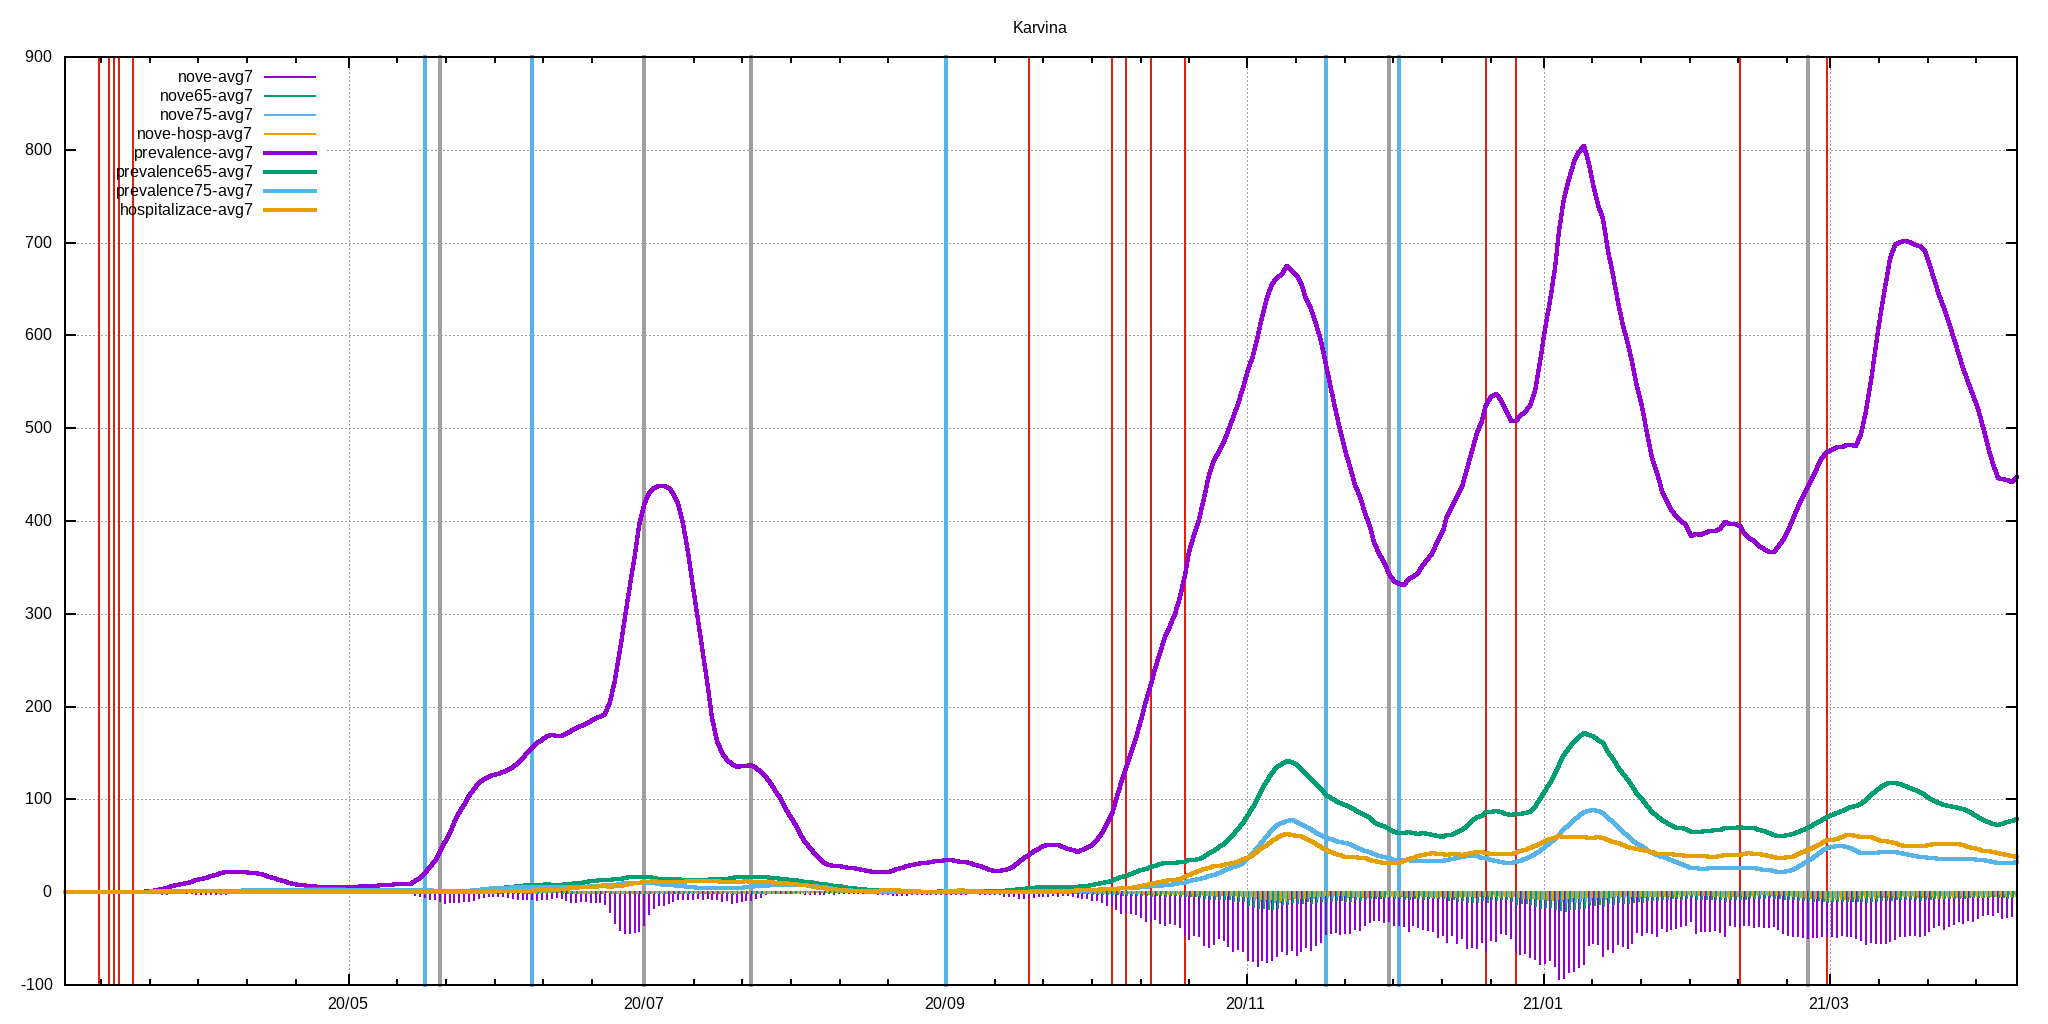 Karvina
900
800
700
600
500
400
300
200
100
0
-100
nove-avg7
nove65-avg7
nove75-avg7
nove-hosp-avg7
prevalence-avg7
prevalence65-avg7
prevalence75-avg7
hospitalizace-avg7
20/05 20/07 20/09 20/11 21/01 21/03